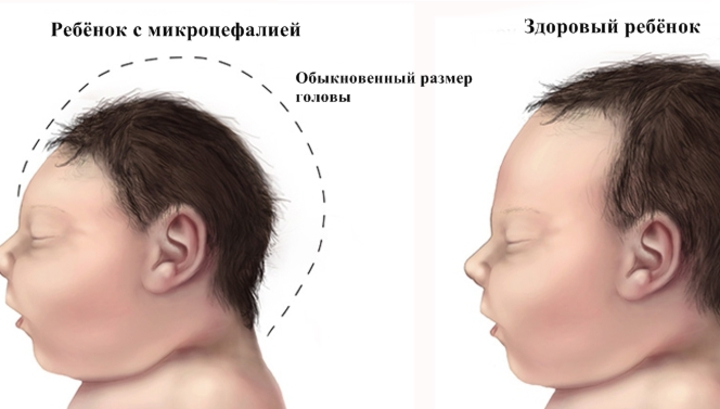 Ребёнок с микроцефалией
Здоровый ребёнок
Обыкновенный размер
головы